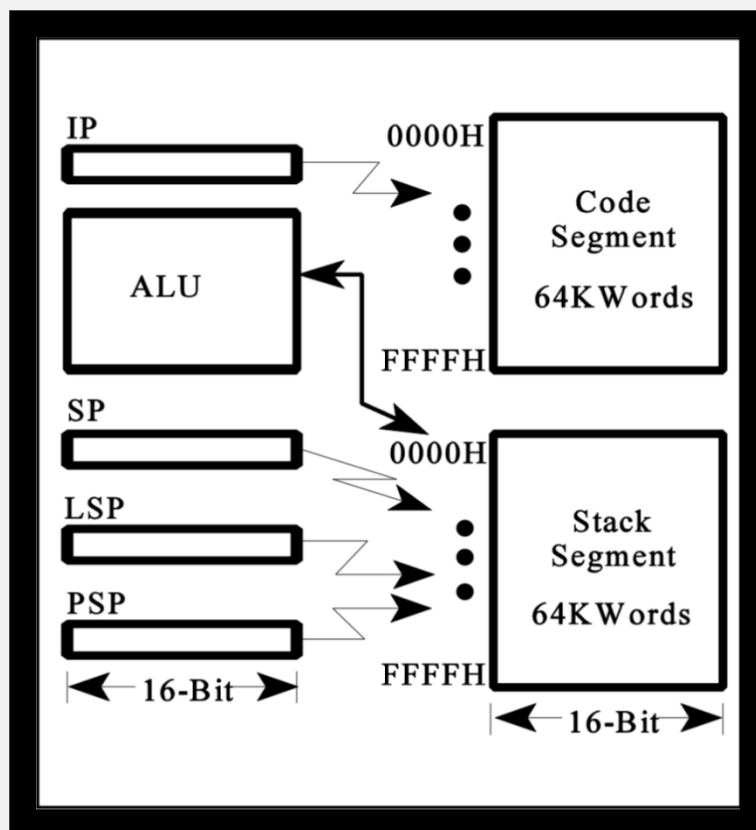 IP
0000H
Code
Segment
64KWords
ALU
FFFFH
SP
0000H
LSP
Stack
Segment
64KWords
PSP
FFFFH
16-Bit
16-Bit